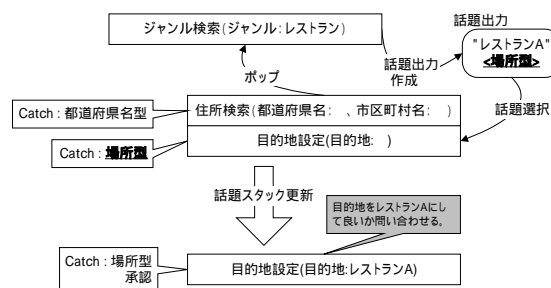 話題出力
ジャンル検索(ジャンル:レストラン)
"レストランA"
<場所型>
話題出力
作成
ポップ
話題選択
Catch : 都道府県名型
住所検索(都道府県名: 、市区町村名: )
Catch : 場所型
目的地設定(目的地: )
話題スタック更新
目的地をレストランAにし
て良いか問い合わせる。
Catch : 場所型
承認
目的地設定(目的地:レストランA)